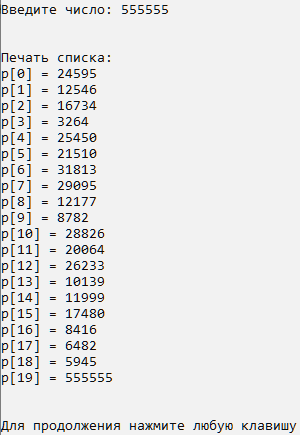 Введите число: 555555
Печать списка:
p[0] = 24595
p[1] = 12546
p[2] = 16734
p[3] = 3264
p[4] = 25450
p[5] = 21510
p[6] = 31813
p[7] = 29095
p[8] = 12177
p[9] = 8782
p[10] = 28826
p[11] = 20064
p[12] = 26233
p[13] = 10139
p[14] = 11999
p[15] = 17480
p[16] = 8416
p[17] = 6482
p[18] = 5945
p[19] = 555555
Для продолжения нажмите любую клавишу